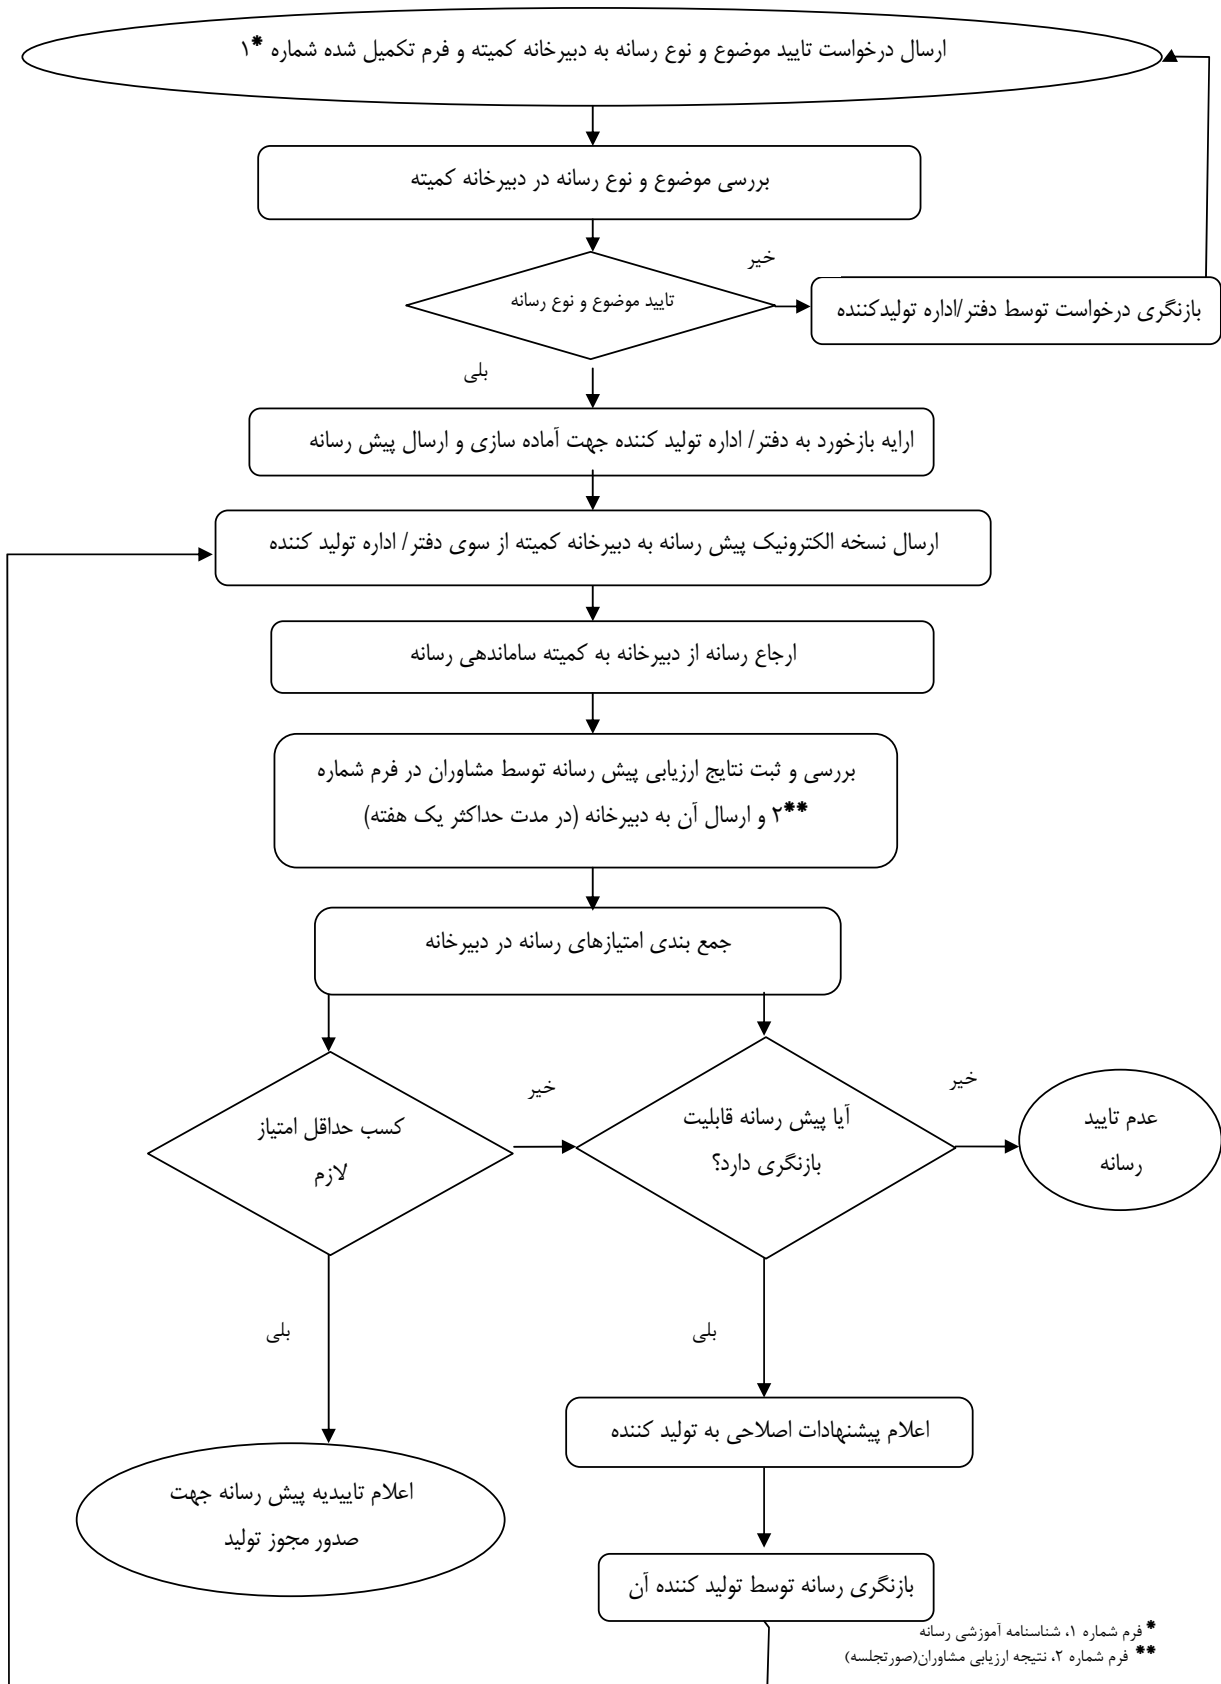 ارسال درخواست تایید موضوع و نوع رسانه به دبیرخانه کمیته و فرم تکمیل شده شماره *۱
بررسی موضوع و نوع رسانه در دبیرخانه کمیته
خیر
تایید موضوع و نوع رسانه
بازنگری درخواست توسط دفتر/اداره تولیدکننده
بلی
ارایه بازخورد به دفتر/ اداره تولید کننده جهت آماده سازی و ارسال پیش رسانه
ارسال نسخه الکترونیک پیش رسانه به دبیرخانه کمیته از سوی دفتر/ اداره تولید کننده
ارجاع رسانه از دبیرخانه به کمیته ساماندهی رسانه
بررسی و ثبت نتایج ارزیابی پیش رسانه توسط مشاوران در فرم شماره
**۲ و ارسال آن به دبیرخانه (در مدت حداکثر یک هفته)
جمع بندی امتیازهای رسانه در دبیرخانه
خیر
خیر
کسب حداقل امتیاز
لازم
آیا پیش رسانه قابلیت
بازنگری دارد؟
عدم تایید
رسانه
بلی
بلی
اعلام پیشنهادات اصلاحی به تولید کننده
اعلام تاییدیه پیش رسانه جهت
صدور مجوز تولید
بازنگری رسانه توسط تولید کننده آن
* فرم شماره ۱، شناسنامه آموزشی رسانه
** فرم شماره ۲، نتیجه ارزیابی مشاوران(صورتجلسه)